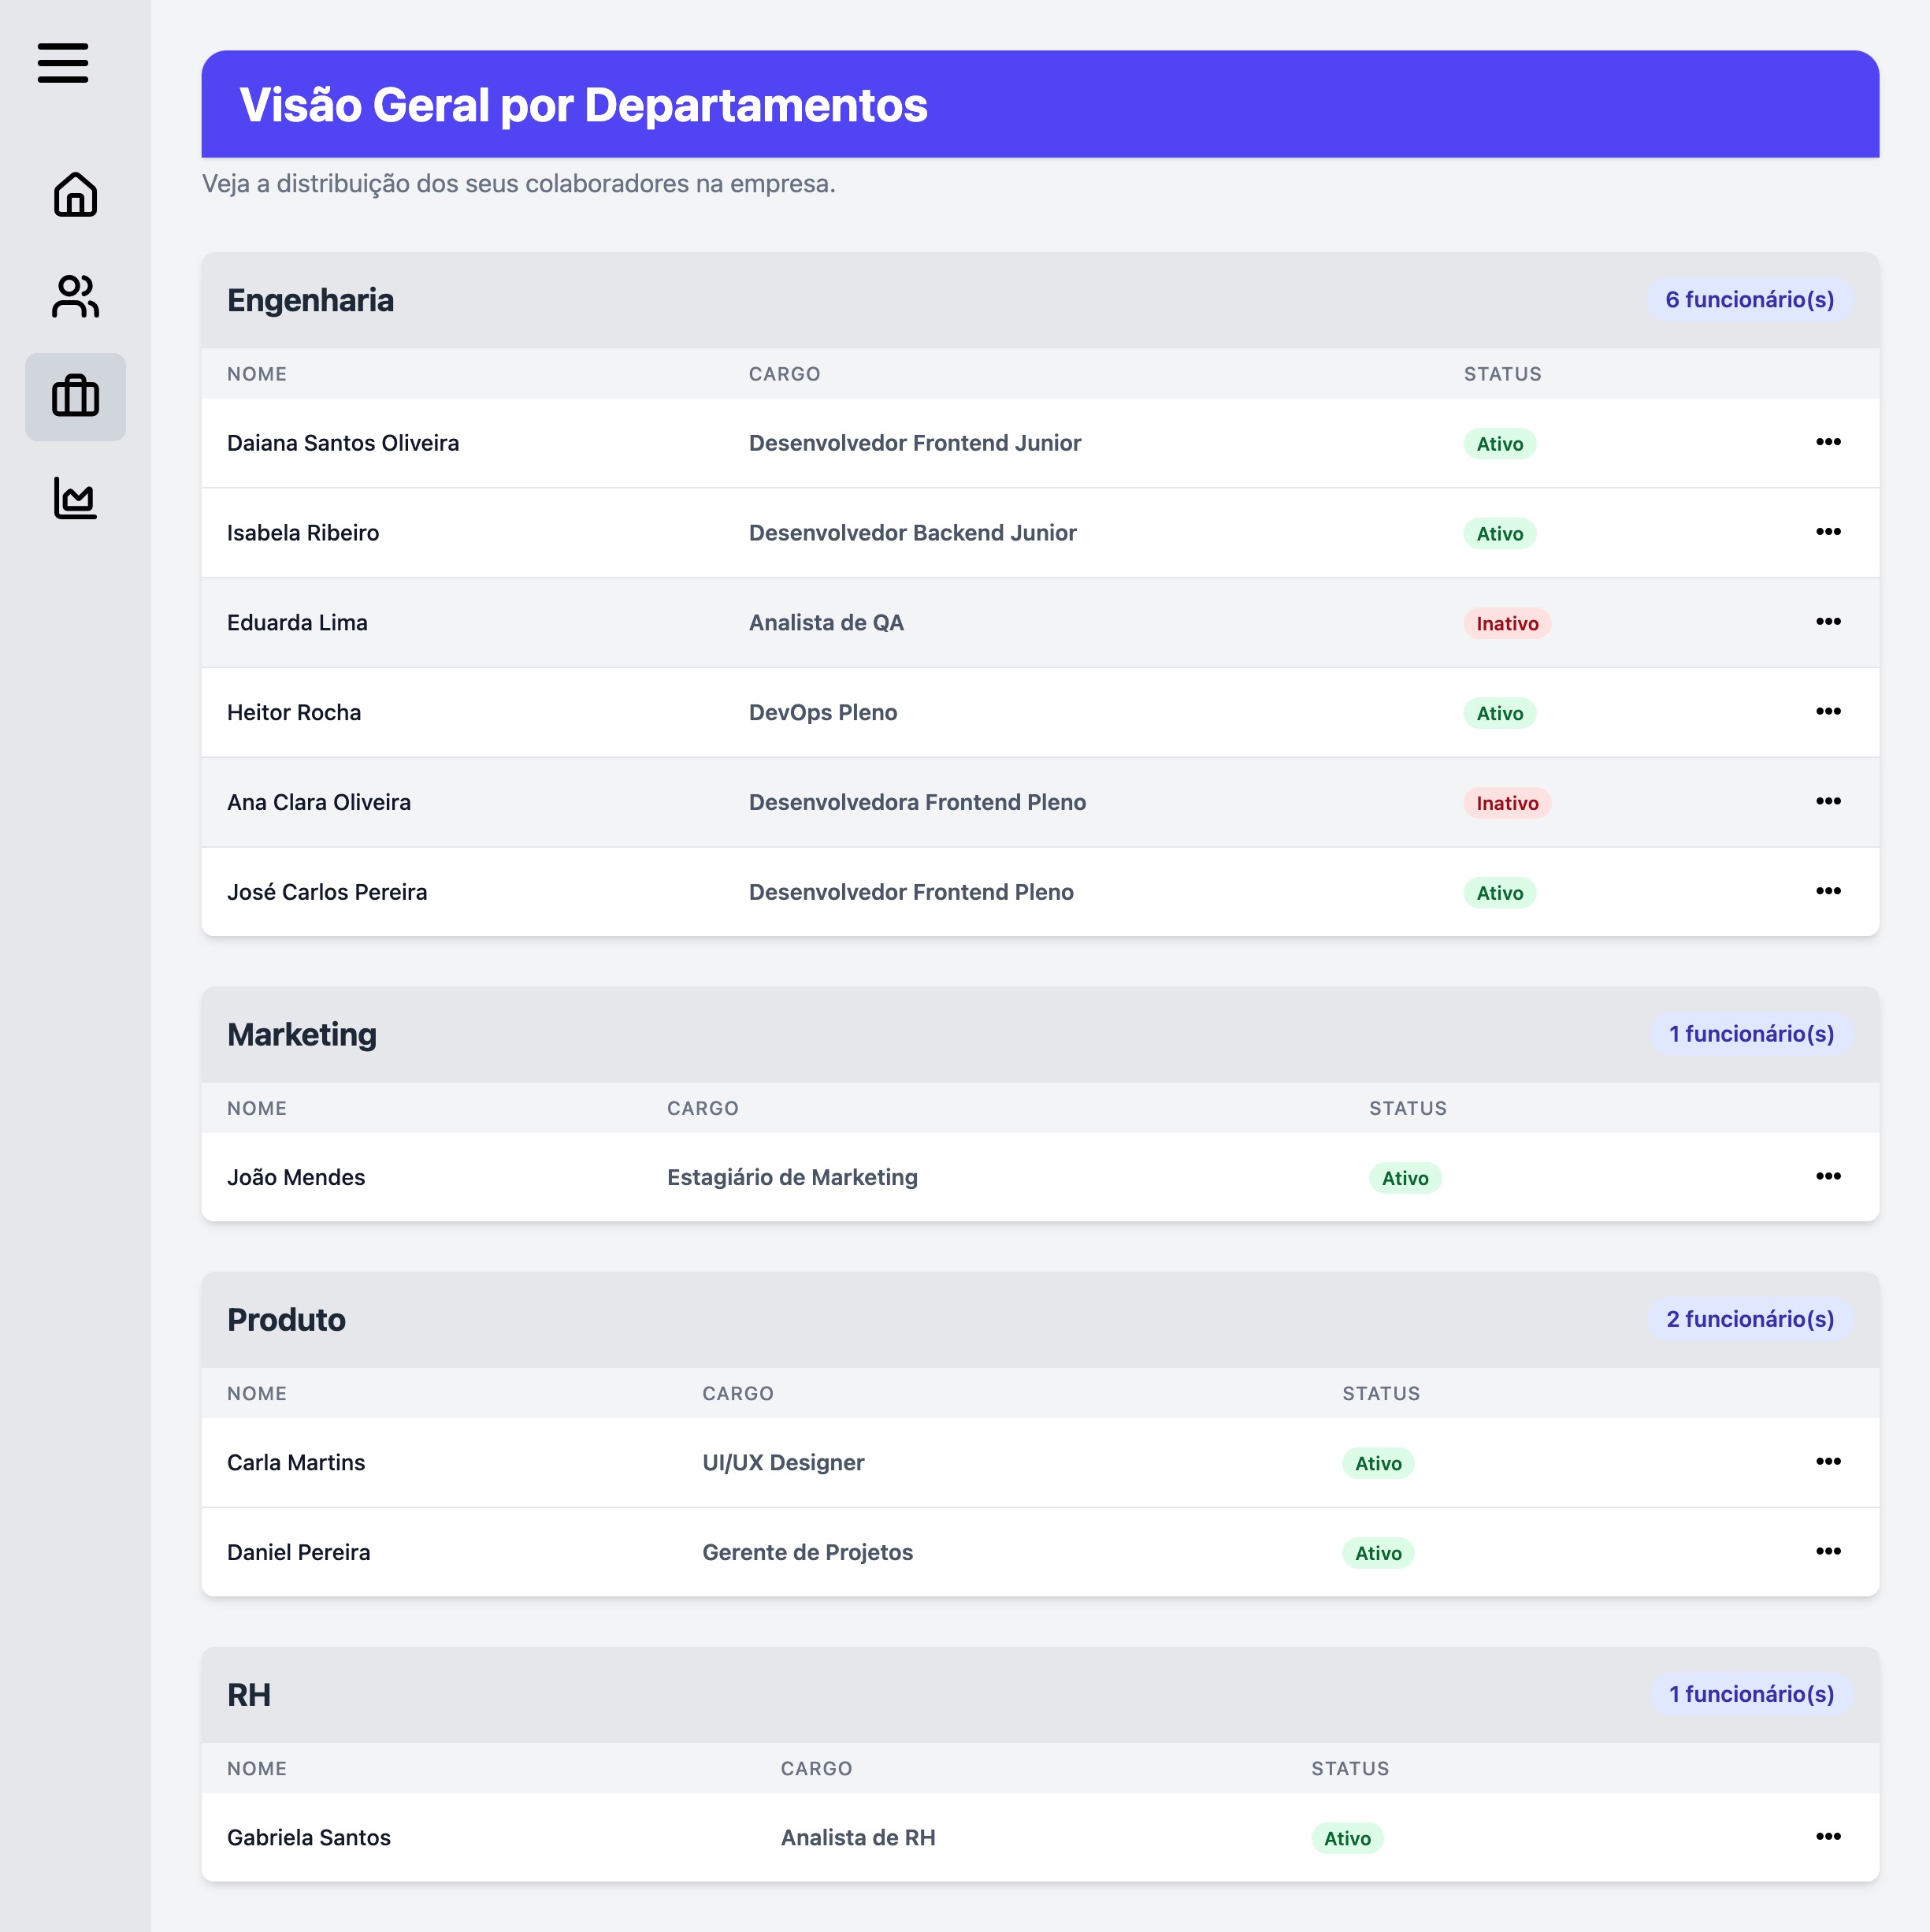 Visão Geral por Departamentos
Veja a distribuição dos seus colaboradores na empresa.
Engenharia 6 funcionário(s)
NOME CARGO STATUS
Daiana Santos Oliveira Desenvolvedor Frontend Junior Ativo
Isabela Ribeiro Desenvolvedor Backend Junior Ativo
Eduarda Lima Analista de QA Inativo
Heitor Rocha DevOps Pleno Ativo
Ana Clara Oliveira Desenvolvedora Frontend Pleno Inativo
José Carlos Pereira Desenvolvedor Frontend Pleno Ativo
Marketing 1 funcionário(s)
NOME CARGO STATUS
João Mendes Estagiário de Marketing Ativo
Produto 2 funcionário(s)
NOME CARGO STATUS
Carla Martins UI/UX Designer Ativo
Daniel Pereira Gerente de Projetos Ativo
RH 1 funcionário(s)
NOME CARGO STATUS
Gabriela Santos Analista de RH Ativo